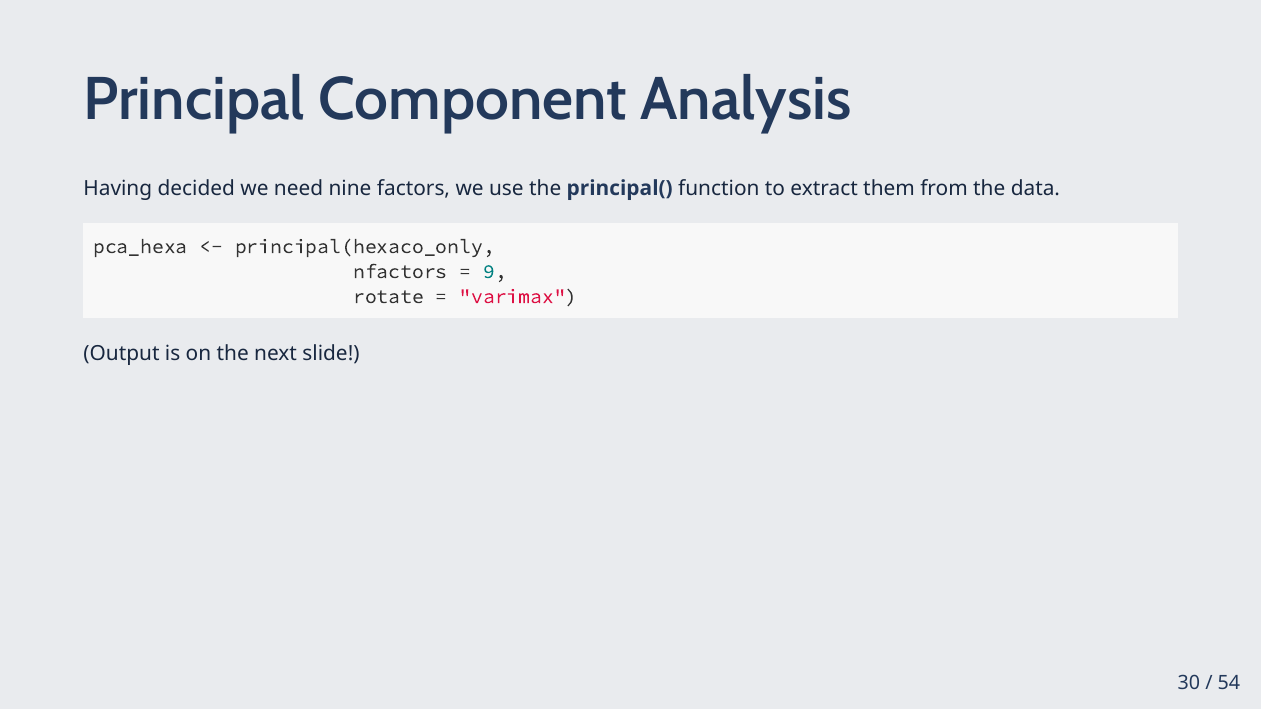 Principal Component Analysis
Having decided we need nine factors, we use the principal() function to extract them from the data.
pca_hexa <- principal(hexaco_only,
                      nfactors = 9,
                      rotate = "varimax")
(Output is on the next slide!)
30 / 54